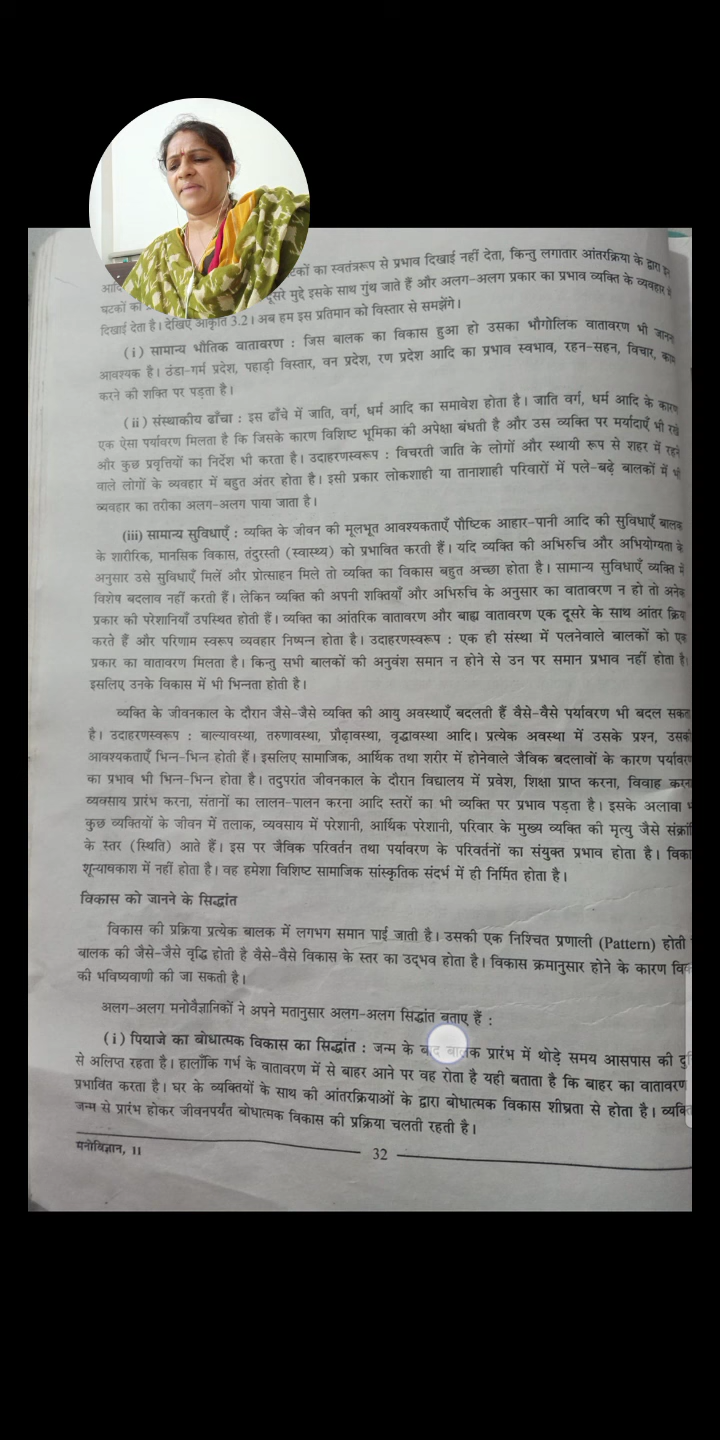 टकों का स्वतंत्ररूप से प्रभाव दिखाई नहीं देता, किन्तु लगातार आंतरक्रिया के द्वारा
आदि
घटकों का दूसरे मुद्दे इसके साथ गुंथ जाते हैं और अलग-अलग प्रकार का प्रभाव व्यक्ति के व्यवहार
दिखाई देता है। देखिए आकृति 3.2। अब हम इस प्रतिमान को विस्तार से समझेंगे।
(i) सामान्य भौतिक वातावरण : जिस बालक का विकास हुआ हो उसका भौगोलिक वातावरण भी जानना
आवश्यक है। ठंडा-गर्म प्रदेश, पहाड़ी विस्तार, वन प्रदेश, रण प्रदेश आदि का प्रभाव स्वभाव, रहन-सहन, विचार, काम
करने की शक्ति पर पड़ता है।
(ii) संस्थाकीय ढाँचा : इस ढाँचे में जाति, वर्ग, धर्म आदि का समावेश होता है। जाति वर्ग, धर्म आदि के कारण
एक ऐसा पर्यावरण मिलता है कि जिसके कारण विशिष्ट भूमिका की अपेक्षा बंधती है और उस व्यक्ति पर मर्यादाएँ भी
और कुछ प्रवृत्तियों का निर्देश भी करता है। उदाहरणस्वरूप : विचरती जाति के लोगों और स्थायी रूप से शहर में रहने
वाले लोगों के व्यवहार में बहुत अंतर होता है। इसी प्रकार लोकशाही या तानाशाही परिवारों में पले-बढ़े बालकों में भी
व्यवहार का तरीका अलग-अलग पाया जाता है।
(iii) सामान्य सुविधाएँ : व्यक्ति के जीवन की मूलभूत आवश्यकताएँ पौष्टिक आहार-पानी आदि की सुविधाएँ बालक
के शारीरिक, मानसिक विकास, तंदुरस्ती (स्वास्थ्य) को प्रभावित करती हैं। यदि व्यक्ति की अभिरुचि और अभियोग्यता के
अनुसार उसे सुविधाएँ मिलें और प्रोत्साहन मिले तो व्यक्ति का विकास बहुत अच्छा होता है। सामान्य सुविधाएँ व्यक्ति में
विशेष बदलाव नहीं करती हैं। लेकिन व्यक्ति की अपनी शक्तियाँ और अभिरुचि के अनुसार का वातावरण न हो तो अनेक
प्रकार की परेशानियाँ उपस्थित होती हैं। व्यक्ति का आंतरिक वातावरण और बाह्य वातावरण एक दूसरे के साथ आंतर क्रिया
करते हैं और परिणाम स्वरूप व्यवहार निष्पन्न होता है। उदाहरणस्वरूप : एक ही संस्था में पलनेवाले बालकों को एक
प्रकार का वातावरण मिलता है। किन्तु सभी बालकों की अनुवंश समान न होने से उन पर समान प्रभाव नहीं होता है।
इसलिए उनके विकास में भी भिन्नता होती है।
व्यक्ति के जीवनकाल के दौरान जैसे-जैसे व्यक्ति की आयु अवस्थाएँ बदलती हैं वैसे-वैसे पर्यावरण भी बदल सकता
है। उदाहरणस्वरूप : बाल्यावस्था, तरुणावस्था, प्रौढ़ावस्था, वृद्धावस्था आदि। प्रत्येक अवस्था में उसके प्रश्न, उसकी
आवश्यकताएँ भिन्न-भिन्न होती हैं। इसलिए सामाजिक, आर्थिक तथा शरीर में होनेवाले जैविक बदलावों के कारण पर्यावरण
का प्रभाव भी भिन्न-भिन्न होता है। तदुपरांत जीवनकाल के दौरान विद्यालय में प्रवेश, शिक्षा प्राप्त करना, विवाह करना
व्यवसाय प्रारंभ करना, संतानों का लालन-पालन करना आदि स्तरों का भी व्यक्ति पर प्रभाव पड़ता है। इसके अलावा
कुछ व्यक्तियों के जीवन में तलाक, व्यवसाय में परेशानी, आर्थिक परेशानी, परिवार के मुख्य व्यक्ति की मृत्यु जैसे
के स्तर (स्थिति) आते हैं। इस पर जैविक परिवर्तन तथा पर्यावरण के परिवर्तनों का संयुक्त प्रभाव होता है। विका
शून्यावकाश में नहीं होता है। वह हमेशा विशिष्ट सामाजिक सांस्कृतिक संदर्भ में ही निर्मित होता है।
विकास को जानने के सिद्धांत
विकास की प्रक्रिया प्रत्येक बालक में लगभग समान पाई जाती है। उसकी एक निश्चित प्रणाली (Pattern) होती
बालक की जैसे-जैसे वृद्धि होती है वैसे-वैसे विकास के स्तर का उद्भव होता है। विकास क्रमानुसार होने के कारण
की भविष्यवाणी की जा सकती है।
अलग-अलग मनोवैज्ञानिकों ने अपने मतानुसार अलग-अलग सिद्धांत बताए हैं :
(i) पियाजे का बोधात्मक विकास का सिद्धांत : जन्म के बाद बालक प्रारंभ में थोड़े समय आसपास की
से अलिप्त रहता है। हालाँकि गर्भ के वातावरण में से बाहर आने पर वह रोता है यही बताता है कि बाहर का वातावरण
प्रभावित करता है। घर के व्यक्तियों के साथ की आंतरक्रियाओं के द्वारा बोधात्मक विकास शीघ्रता से होता है। व्यक्ति
जन्म से प्रारंभ होकर जीवनपर्यंत बोधात्मक विकास की प्रक्रिया चलती रहती है।
मनोविज्ञान, 11
32